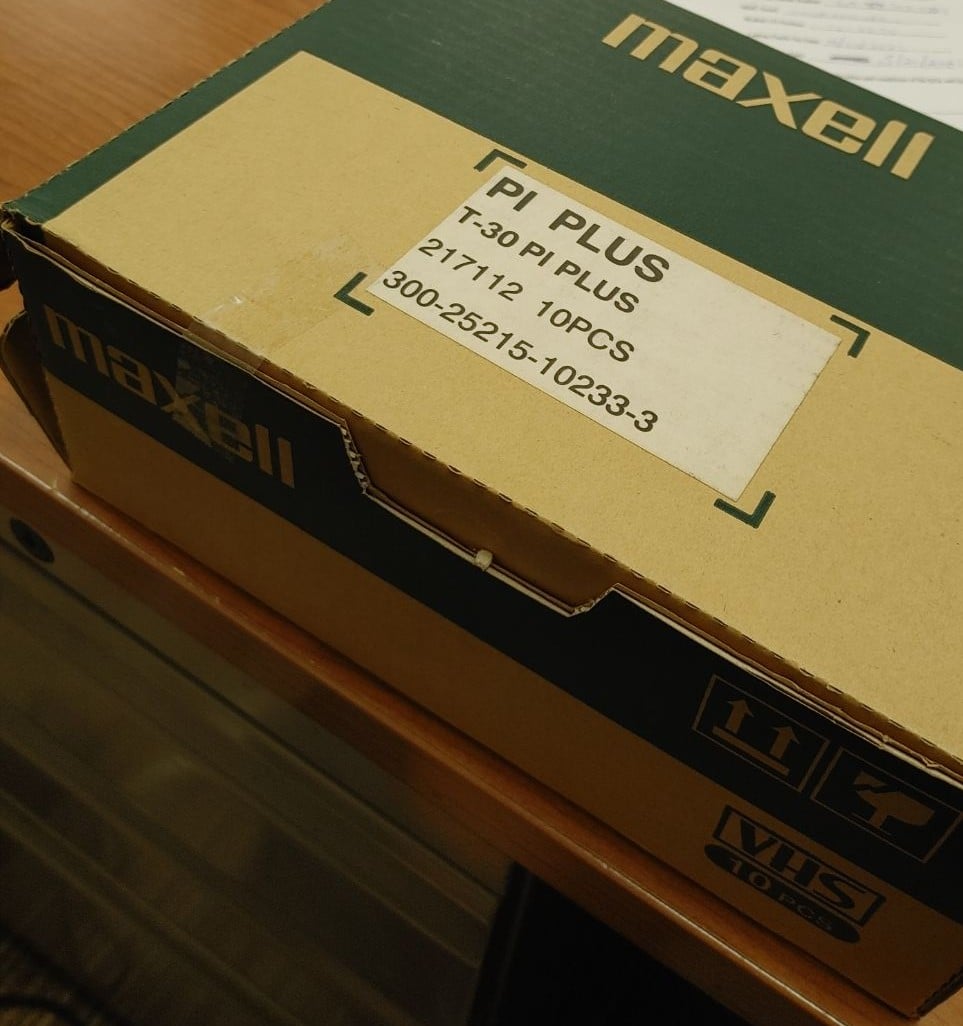 maxell
PI PLUS
T-30 PI PLUS
217112 10PCS
300-25215-10233-3
maxell
VHS
10 PCS